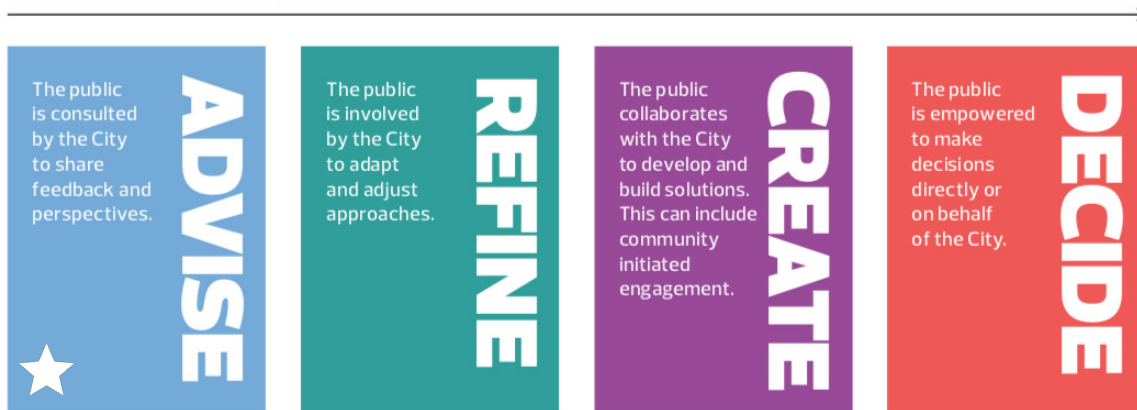 The public
is consulted
by the City
to share
feedback and
perspectives.
ADVISE
The public
is involved
by the City
to adapt
and adjust
approaches.
REFINE
The public
collaborates
with the City
to develop and
build solutions.
This can include
community
initiated
engagement.
CREATE
The public
is empowered
to make
decisions
directly or
on behalf
of the City.
DECIDE